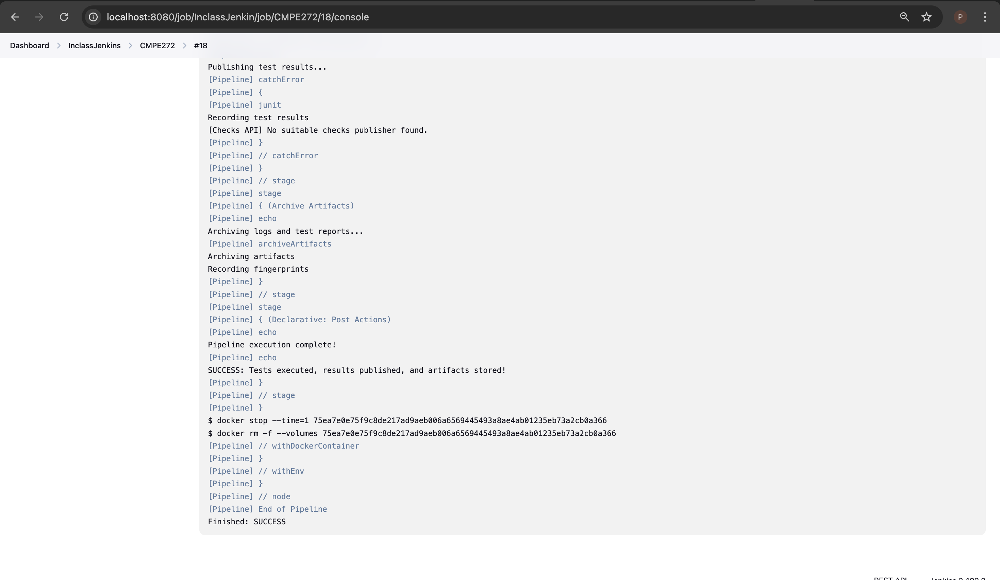 localhost:8080/job/InclassJenkin/job/CMPE272/18/console
P
Dashboard > InclassJenkins > CMPE272 > #18
Publishing test results...
[Pipeline] catchError
[Pipeline] {
[Pipeline] junit
Recording test results
[Checks API] No suitable checks publisher found.
[Pipeline] }
[Pipeline] // catchError
[Pipeline] }
[Pipeline] // stage
[Pipeline] stage
[Pipeline] { (Archive Artifacts)
[Pipeline] echo
Archiving logs and test reports...
[Pipeline] archiveArtifacts
Archiving artifacts
Recording fingerprints
[Pipeline] }
[Pipeline] // stage
[Pipeline] stage
[Pipeline] { (Declarative: Post Actions)
[Pipeline] echo
Pipeline execution complete!
[Pipeline] echo
SUCCESS: Tests executed, results published, and artifacts stored!
[Pipeline] }
[Pipeline] // stage
[Pipeline] }
$ docker stop --time=1 75ea7e0e75f9c8de217ad9aeb006a6569445493a8ae4ab01235eb73a2cb0a366
$ docker rm -f --volumes 75ea7e0e75f9c8de217ad9aeb006a6569445493a8ae4ab01235eb73a2cb0a366
[Pipeline] // withDockerContainer
[Pipeline] }
[Pipeline] // withEnv
[Pipeline] }
[Pipeline] // node
[Pipeline] End of Pipeline
Finished: SUCCESS
REST API